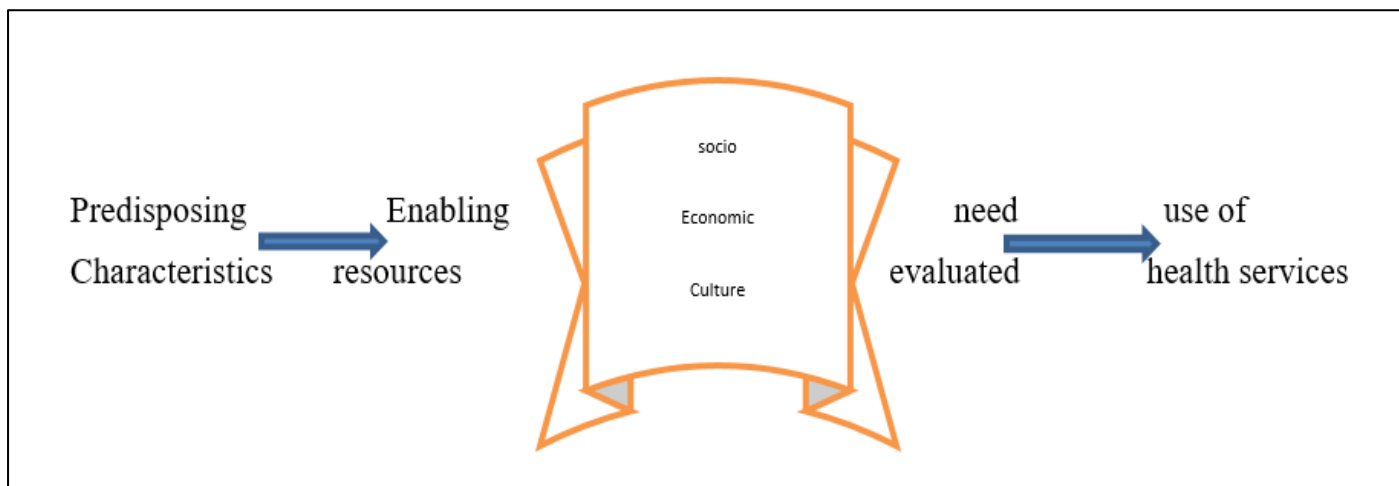 Predisposing
Characteristics
Enabling
resources
socio
Economic
Culture
need
evaluated
use of
health services